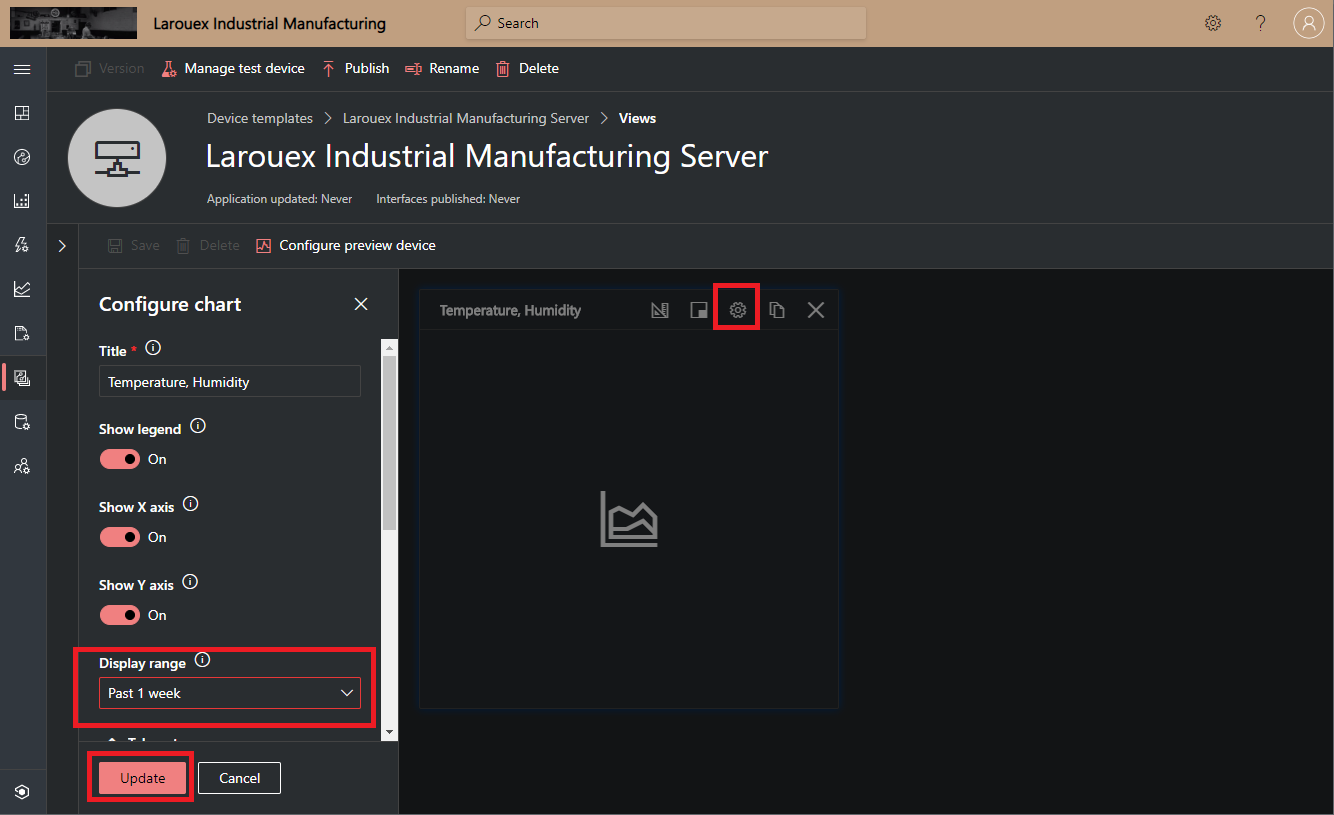 Larouex Industrial Manufacturing
Search
Version
Manage test device
Publish
Rename
Delete
Device templates > Larouex Industrial Manufacturing Server > Views
Larouex Industrial Manufacturing Server
Application updated: Never Interfaces published: Never
Save
Delete
Configure preview device
Configure chart
Title *
Temperature, Humidity
Show legend
On
Show X axis
On
Show Y axis
On
Display range
Past 1 week
Update
Cancel
Temperature, Humidity